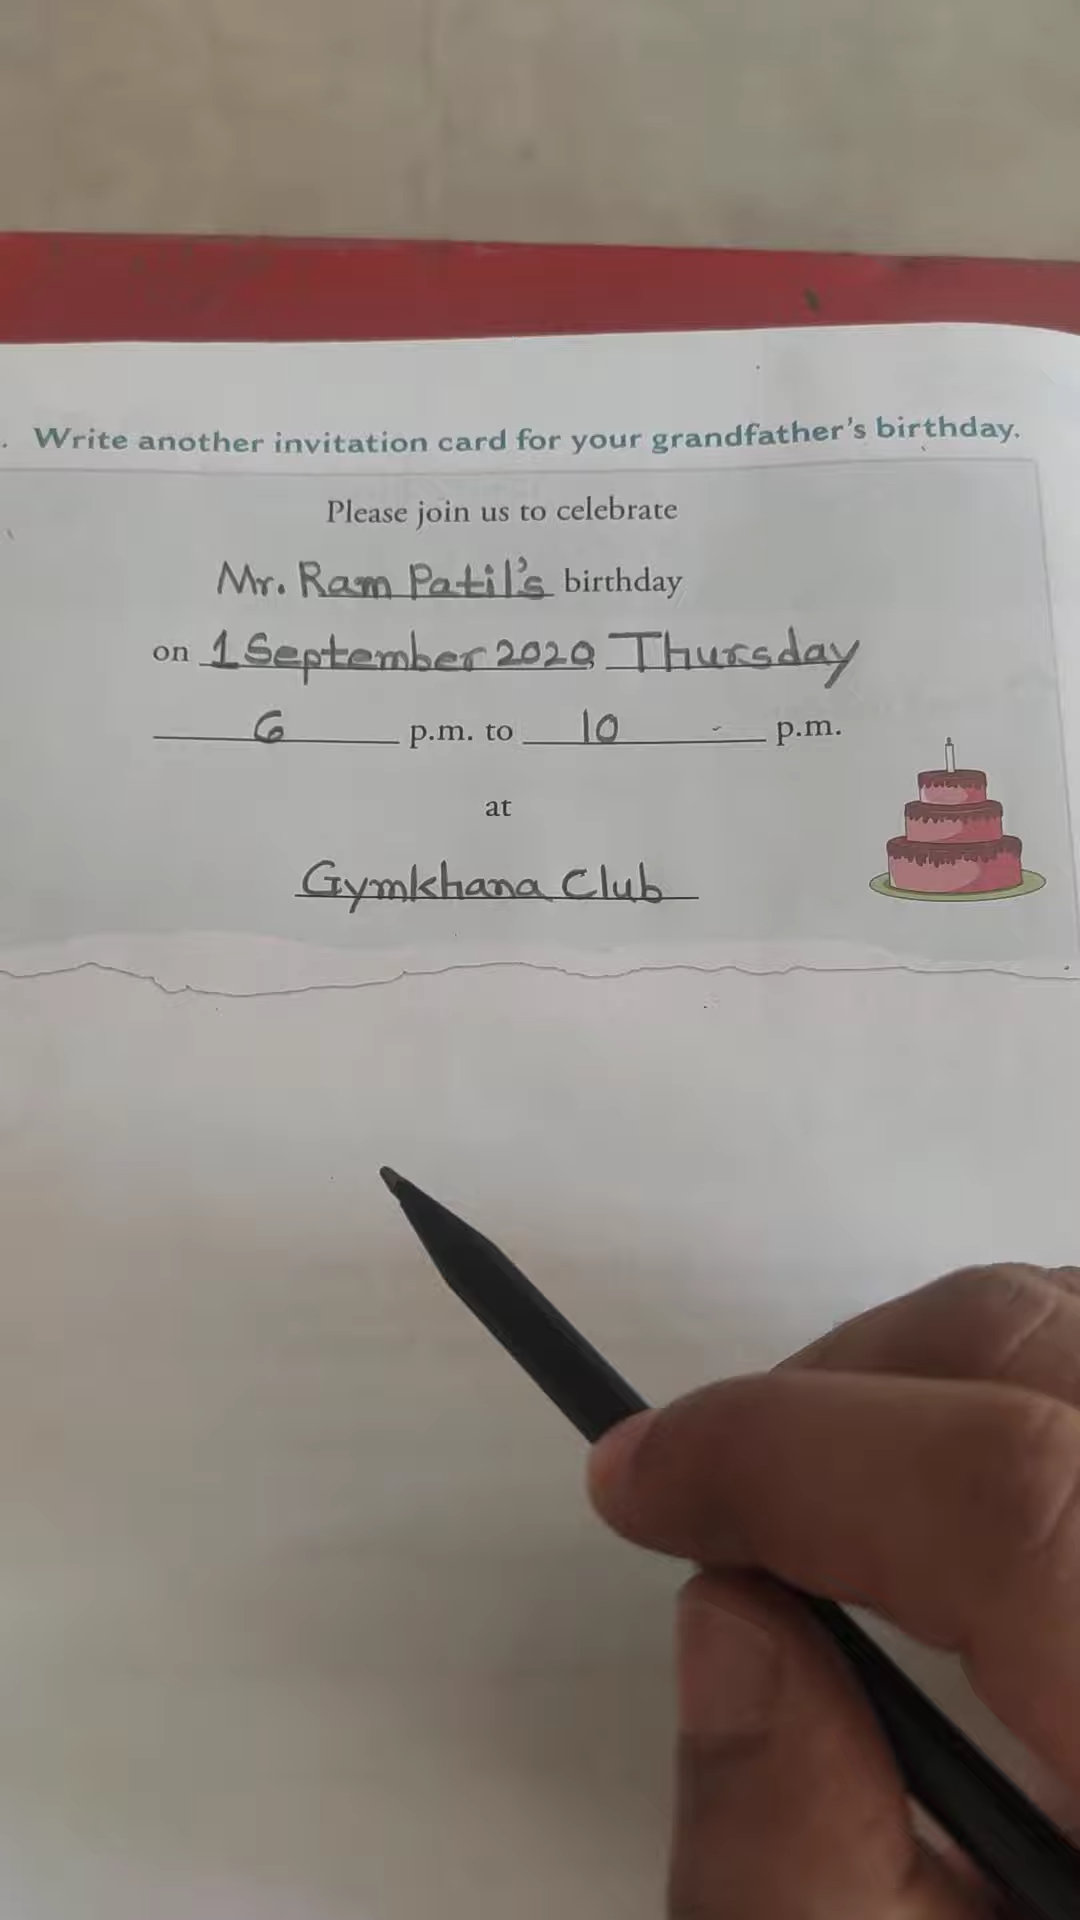 . Write another invitation card for your grandfather's birthday.
Please join us to celebrate
Mr. Ram Patil's birthday
on 1 September 2020, Thursday
6 p.m. to 10 p.m.
at
Gymkhana Club